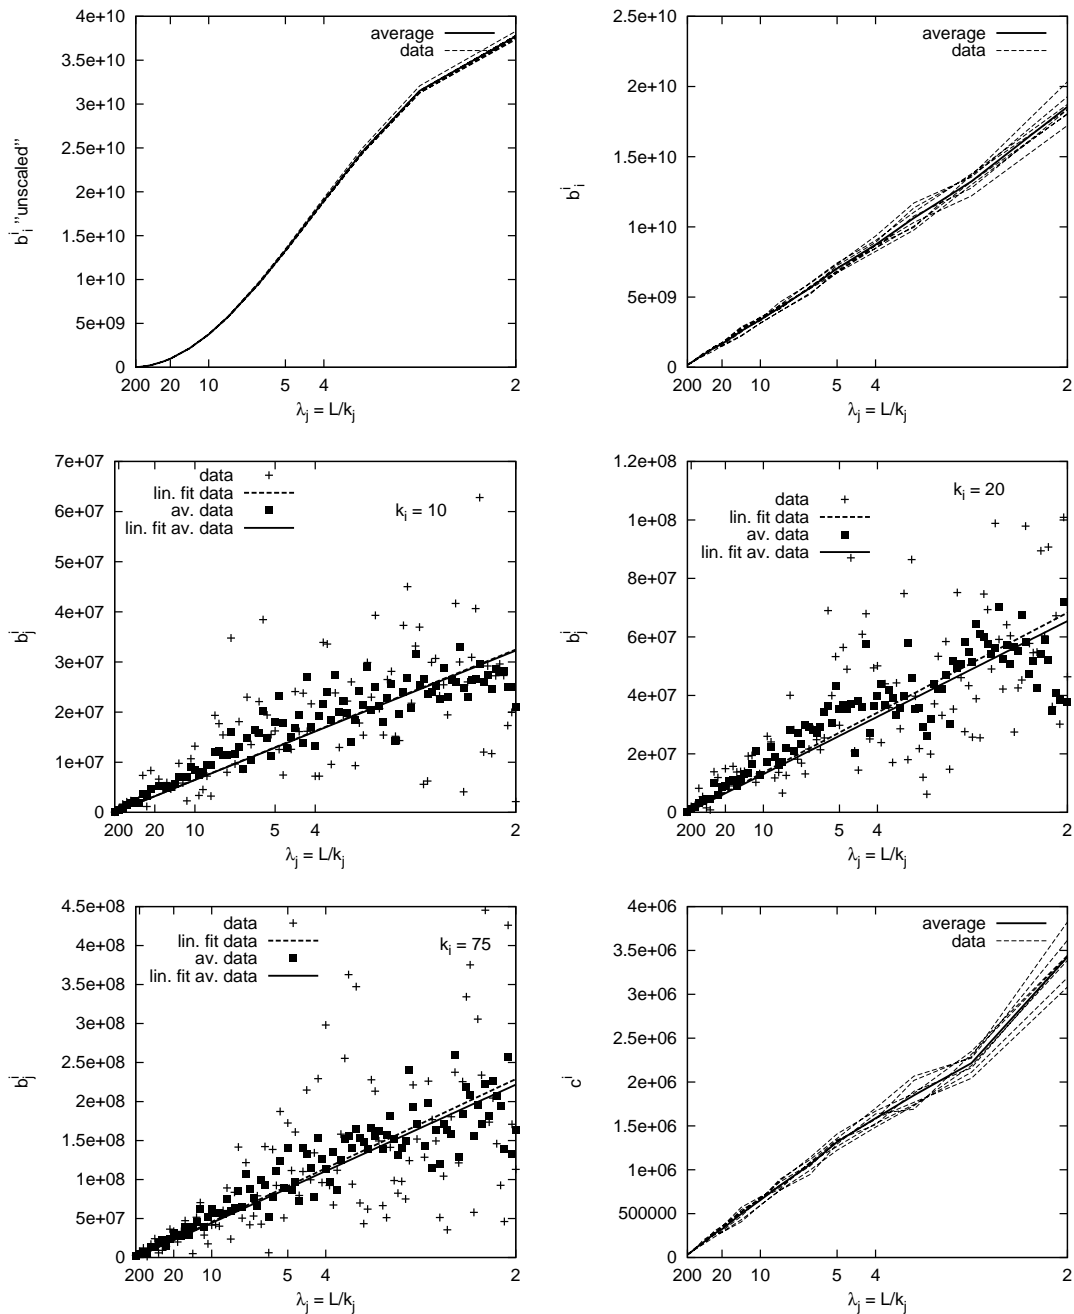 4e+10
3.5e+10
3e+10
2.5e+10
2e+10
1.5e+10
1e+10
5e+09
0
b^i_i "unscaled"
average
data
200 20 10 5 4 2
λ_j = L/k_j
2.5e+10
2e+10
1.5e+10
1e+10
5e+09
0
b^i_i
average
data
200 20 10 5 4 2
λ_j = L/k_j
7e+07
6e+07
5e+07
4e+07
3e+07
2e+07
1e+07
0
b^i_j
data
lin. fit data
av. data
lin. fit av. data
k_i = 10
200 20 10 5 4 2
λ_j = L/k_j
1.2e+08
1e+08
8e+07
6e+07
4e+07
2e+07
0
b^i_j
data
lin. fit data
av. data
lin. fit av. data
k_i = 20
200 20 10 5 4 2
λ_j = L/k_j
4.5e+08
4e+08
3.5e+08
3e+08
2.5e+08
2e+08
1.5e+08
1e+08
5e+07
0
b^i_j
data
lin. fit data
av. data
lin. fit av. data
k_i = 75
200 20 10 5 4 2
λ_j = L/k_j
4e+06
3.5e+06
3e+06
2.5e+06
2e+06
1.5e+06
1e+06
500000
0
c^i
average
data
200 20 10 5 4 2
λ_j = L/k_j